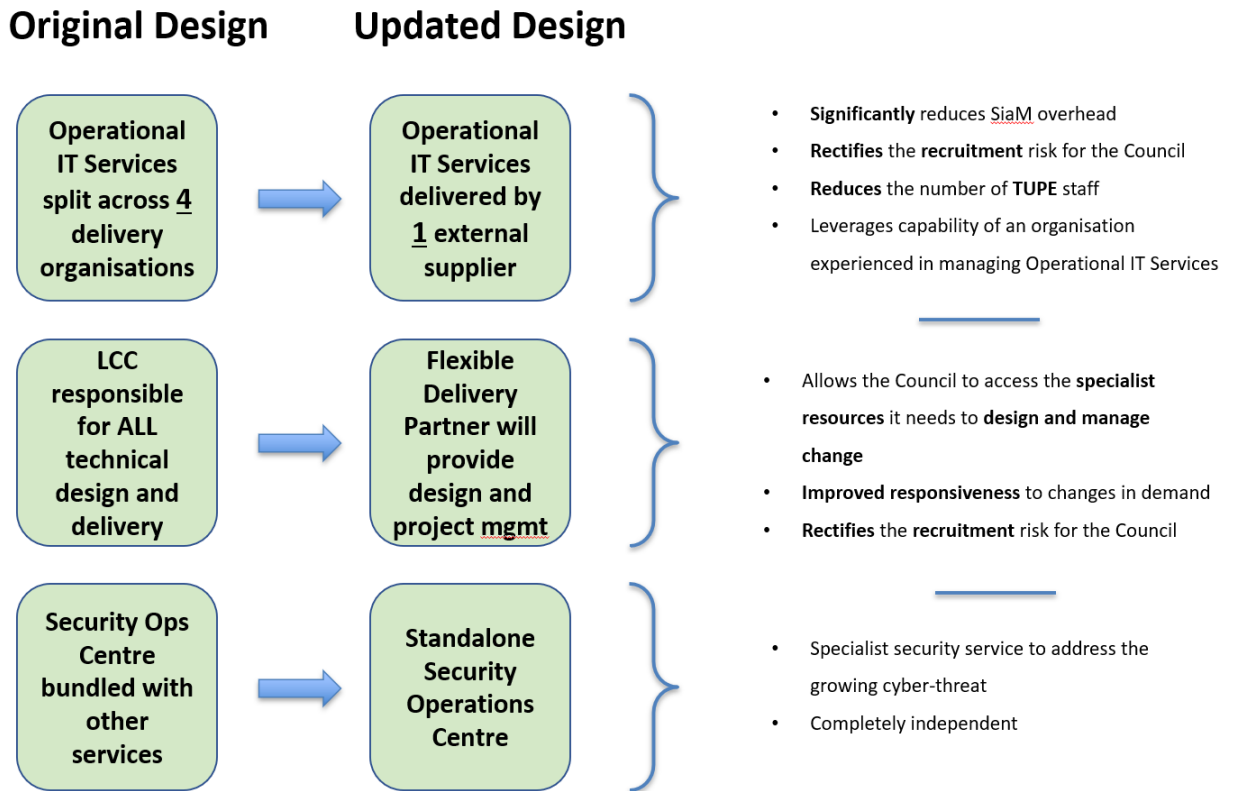 Original Design
Updated Design
Operational
IT Services
split across 4
delivery
organisations
Operational
IT Services
delivered by
1 external
supplier
• Significantly reduces SiaM overhead
• Rectifies the recruitment risk for the Council
• Reduces the number of TUPE staff
• Leverages capability of an organisation
experienced in managing Operational IT Services
LCC
responsible
for ALL
technical
design and
delivery
Flexible
Delivery
Partner will
provide
design and
project mgmt
• Allows the Council to access the specialist
resources it needs to design and manage
change
• Improved responsiveness to changes in demand
• Rectifies the recruitment risk for the Council
Security Ops
Centre
bundled with
other
services
Standalone
Security
Operations
Centre
• Specialist security service to address the
growing cyber-threat
• Completely independent